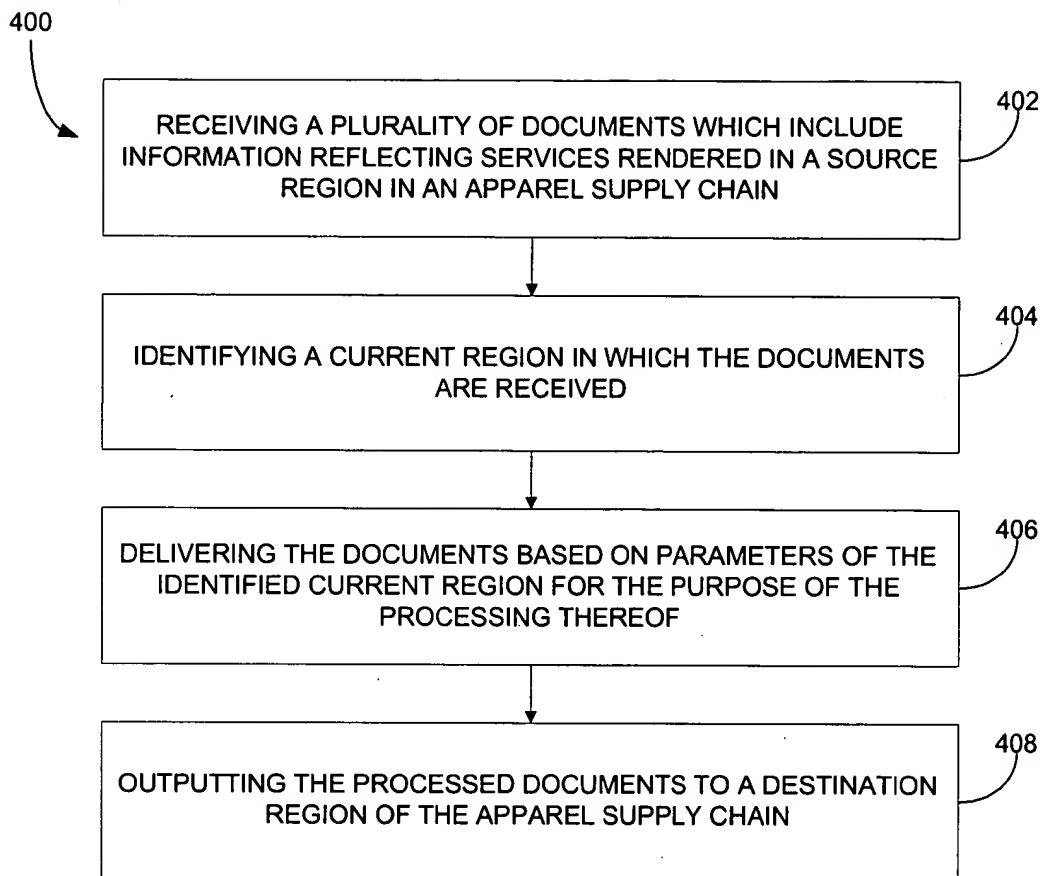 400
402
RECEIVING A PLURALITY OF DOCUMENTS WHICH INCLUDE
INFORMATION REFLECTING SERVICES RENDERED IN A SOURCE
REGION IN AN APPAREL SUPPLY CHAIN
404
IDENTIFYING A CURRENT REGION IN WHICH THE DOCUMENTS
ARE RECEIVED
406
DELIVERING THE DOCUMENTS BASED ON PARAMETERS OF THE
IDENTIFIED CURRENT REGION FOR THE PURPOSE OF THE
PROCESSING THEREOF
408
OUTPUTTING THE PROCESSED DOCUMENTS TO A DESTINATION
REGION OF THE APPAREL SUPPLY CHAIN